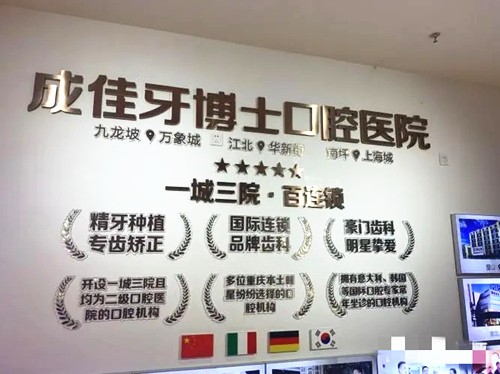 成佳牙博士口腔医院
九龙坡 万象城 江北 华新街 南坪 上海城
一城三院·百连锁
精牙种植
专齿矫正
国际连锁
品牌齿科
豪门齿科
明星挚爱
开设一城三院且
均为二级口腔医
院的口腔机构
多位重庆本土明
星纷纷选择的口
腔机构
拥有意大利、韩国
等国际口腔专家常
年坐诊的口腔机构